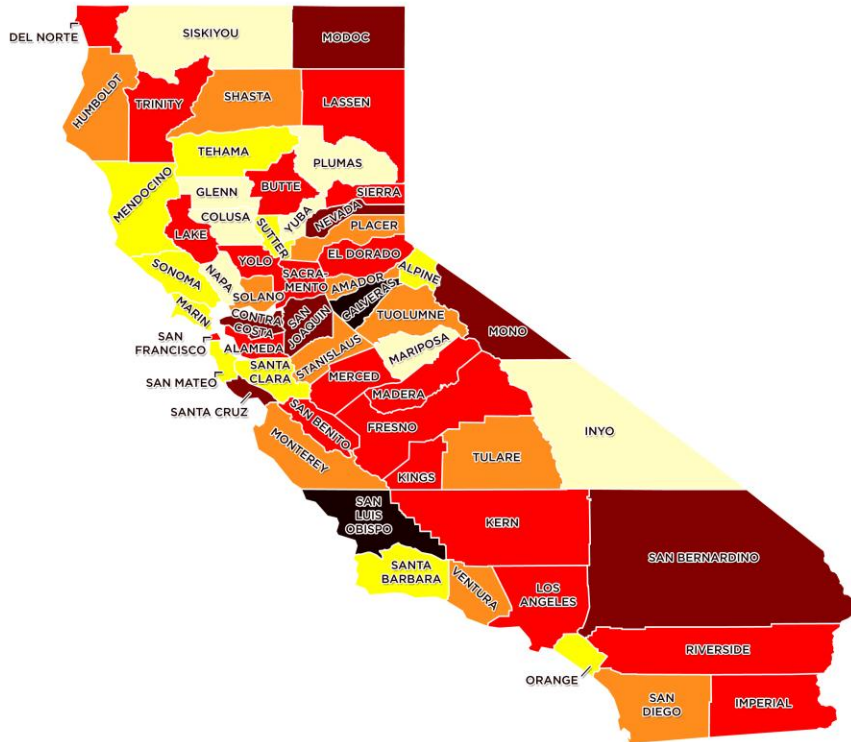 DEL NORTE
SISKIYOU
MODOC
HUMBOLDT
TRINITY
SHASTA
LASSEN
TEHAMA
PLUMAS
MENDOCINO
GLENN
BUTTE
SIERRA
COLUSA
YUBA
NEVADA
LAKE
SUTTER
PLACER
YOLO
EL DORADO
SONOMA
NAPA
SACRA-
MENTO
AMADOR
ALPINE
SOLANO
CALVERAS
MARIN
CONTRA
COSTA
SAN
JOAQUIN
TUOLUMNE
MONO
SAN
FRANCISCO
ALAMEDA
STANISLAUS
MARIPOSA
SAN MATEO
SANTA
CLARA
MERCED
MADERA
SANTA CRUZ
SAN BENITO
FRESNO
INYO
MONTEREY
KINGS
TULARE
SAN
LUIS
OBISPO
KERN
SAN BERNARDINO
SANTA
BARBARA
VENTURA
LOS
ANGELES
RIVERSIDE
ORANGE
SAN
DIEGO
IMPERIAL